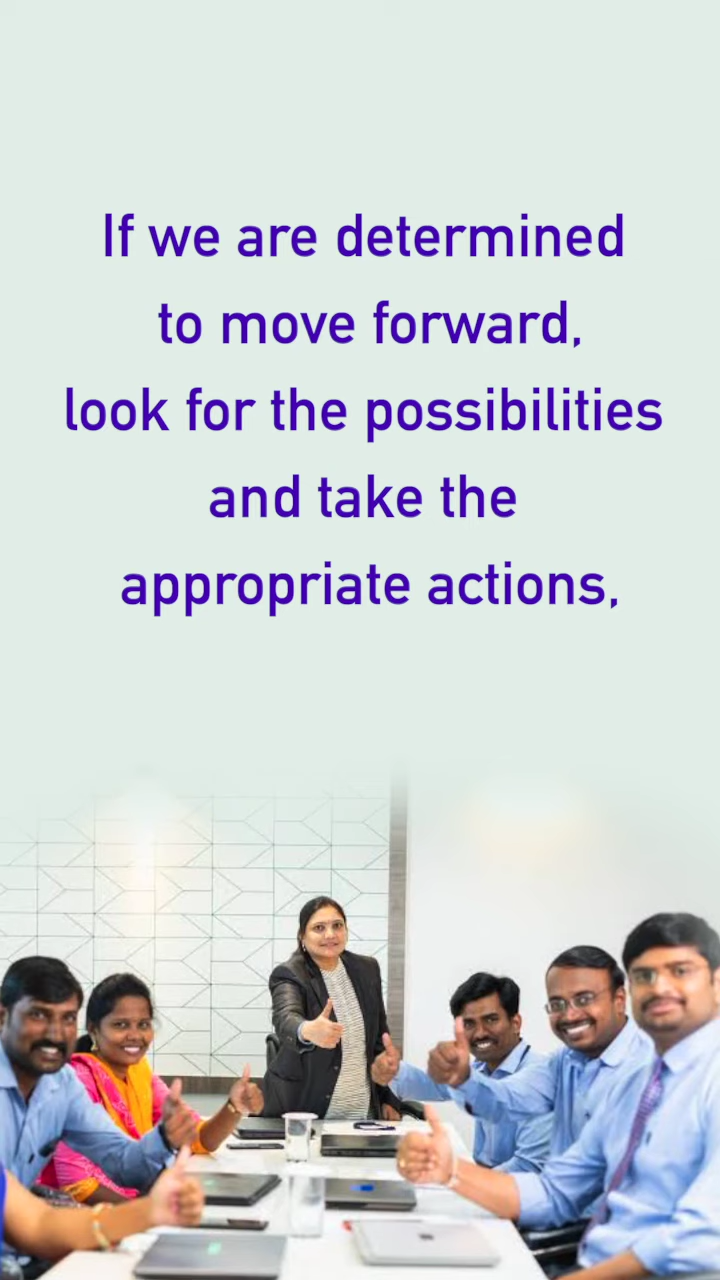 If we are determined
to move forward,
look for the possibilities
and take the
appropriate actions,